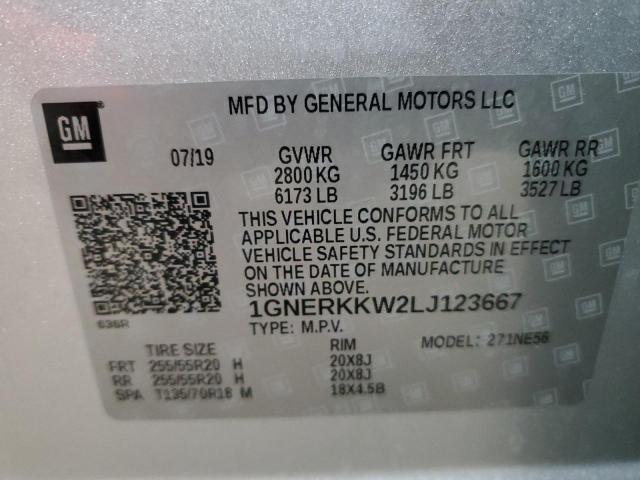 MFD BY GENERAL MOTORS LLC
GM
07/19 GVWR GAWR FRT GAWR RR
2800 KG 1450 KG 1600 KG
6173 LB 3196 LB 3527 LB
THIS VEHICLE CONFORMS TO ALL
APPLICABLE U.S. FEDERAL MOTOR
VEHICLE SAFETY STANDARDS IN EFFECT
ON THE DATE OF MANUFACTURE
SHOWN ABOVE.
1GNERKKW2LJ123667
636R
TYPE: M.P.V. MODEL: 271NE56
TIRE SIZE RIM
FRT 255/55R20 H 20X8J
RR 255/55R20 H 20X8J
SPA T135/70R18 M 18X4.5B